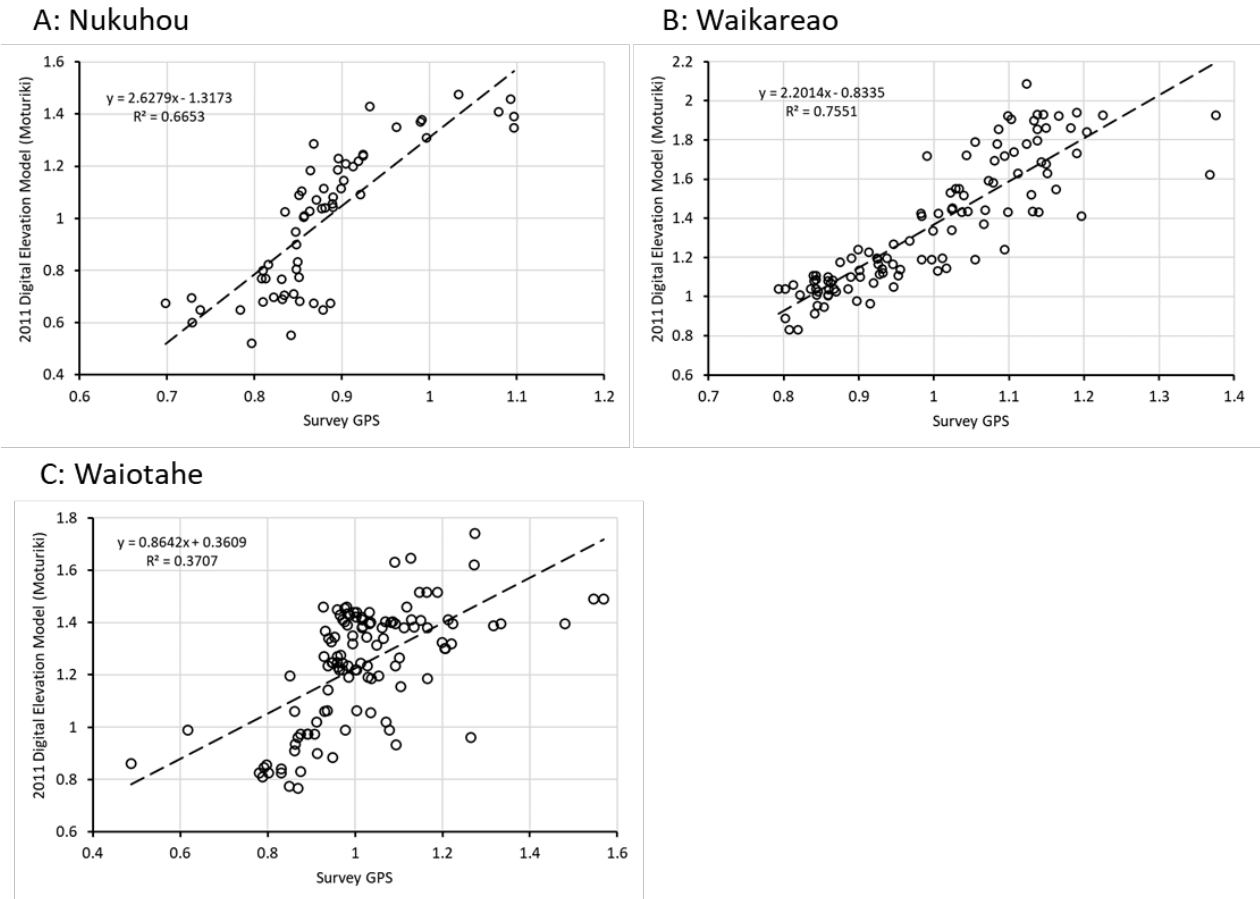 A: Nukuhou
B: Waikareao
2011 Digital Elevation Model (Moturiki)
1.6
1.4
1.2
1
0.8
0.6
0.4
y = 2.6279x - 1.3173
R² = 0.6653
0.6 0.7 0.8 0.9 1 1.1 1.2
Survey GPS
2011 Digital Elevation Model (Moturiki)
2.2
2
1.8
1.6
1.4
1.2
1
0.8
0.6
y = 2.2014x - 0.8335
R² = 0.7551
0.7 0.8 0.9 1 1.1 1.2 1.3 1.4
Survey GPS
C: Waiotahe
2011 Digital Elevation Model (Moturiki)
1.8
1.6
1.4
1.2
1
0.8
0.6
y = 0.8642x + 0.3609
R² = 0.3707
0.4 0.6 0.8 1 1.2 1.4 1.6
Survey GPS